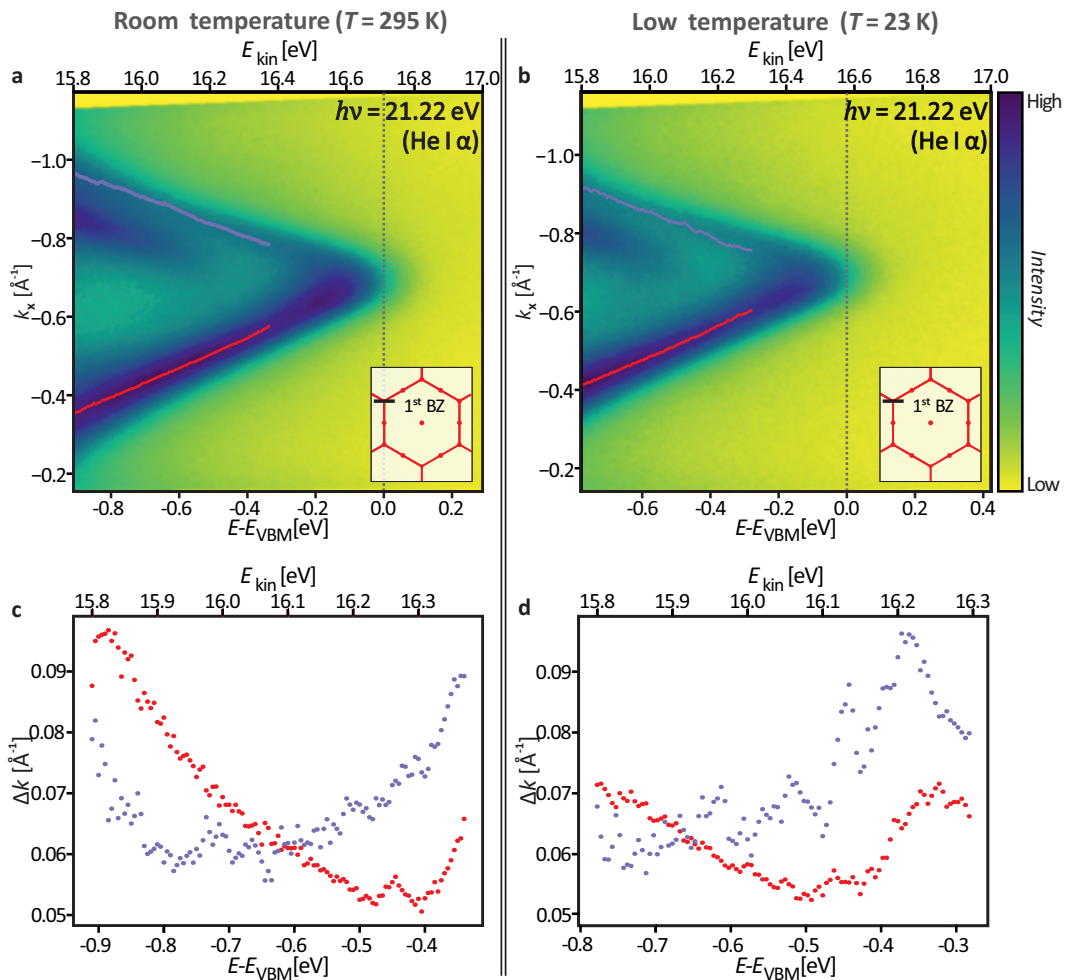 Room temperature (T = 295 K)
Low temperature (T = 23 K)
E kin [eV]
a
15.8 16.0 16.2 16.4 16.6 16.8 17.0
hν = 21.22 eV
(He I α)
kx [Å-1]
−1.0
−0.8
−0.6
−0.4
−0.2
1st BZ
-0.8 -0.6 -0.4 -0.2 0.0 0.2
E-EVBM[eV]
E kin [eV]
b
15.8 16.0 16.2 16.4 16.6 16.8 17.0
hν = 21.22 eV
(He I α)
kx [Å-1]
−1.0
−0.8
−0.6
−0.4
−0.2
1st BZ
-0.6 -0.4 -0.2 0.0 0.2 0.4
E-EVBM[eV]
High
Intensity
Low
E kin [eV]
c
15.8 15.9 16.0 16.1 16.2 16.3
Δk [Å-1]
0.09
0.08
0.07
0.06
0.05
-0.9 -0.8 -0.7 -0.6 -0.5 -0.4
E-EVBM[eV]
E kin [eV]
d
15.8 15.9 16.0 16.1 16.2 16.3
Δk [Å-1]
0.09
0.08
0.07
0.06
0.05
-0.8 -0.7 -0.6 -0.5 -0.4 -0.3
E-EVBM[eV]